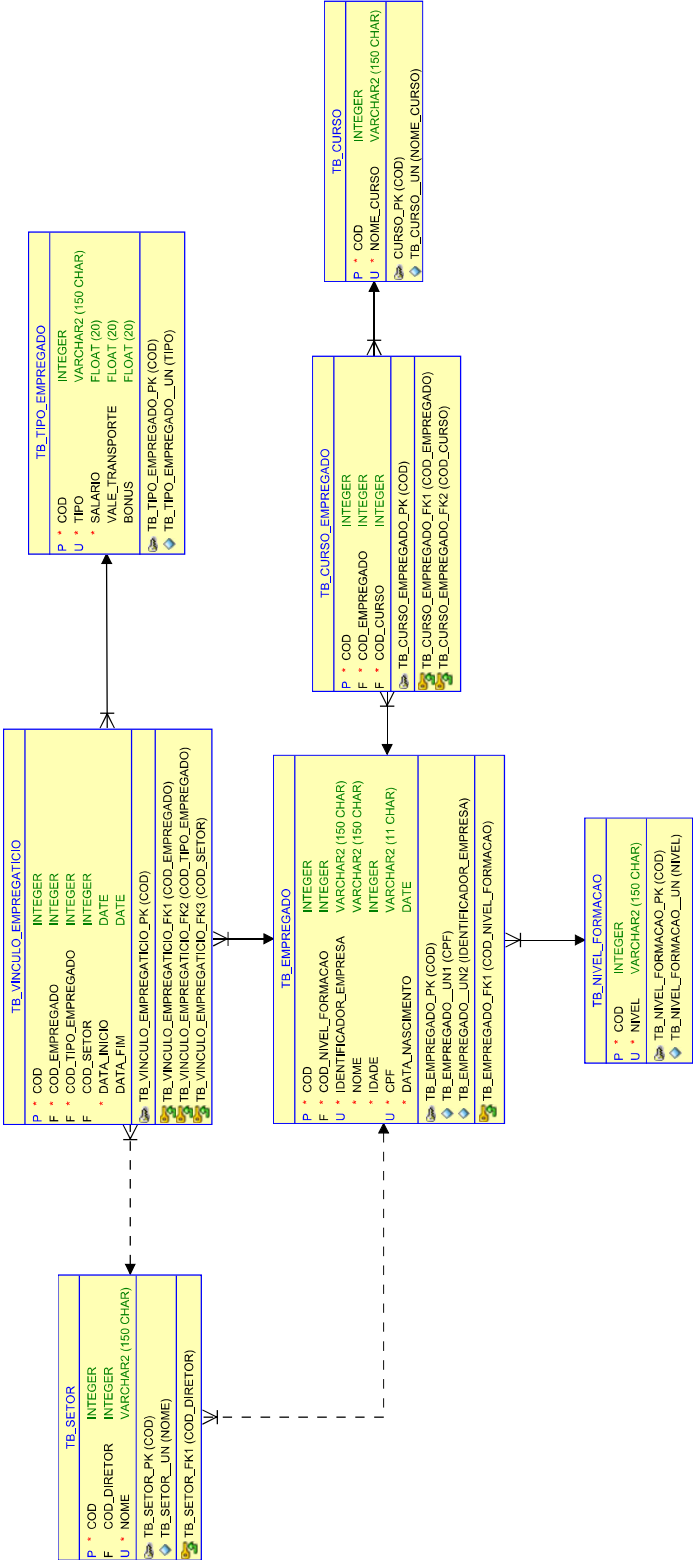 TB_SETOR
P * COD INTEGER
F COD_DIRETOR INTEGER
U * NOME VARCHAR2 (150 CHAR)
TB_SETOR_PK (COD)
TB_SETOR__UN (NOME)
TB_SETOR_FK1 (COD_DIRETOR)
TB_VINCULO_EMPREGATICIO
P * COD INTEGER
F * COD_EMPREGADO INTEGER
F * COD_TIPO_EMPREGADO INTEGER
F COD_SETOR INTEGER
* DATA_INICIO DATE
DATA_FIM DATE
TB_VINCULO_EMPREGATICIO_PK (COD)
TB_VINCULO_EMPREGATICIO_FK1 (COD_EMPREGADO)
TB_VINCULO_EMPREGATICIO_FK2 (COD_TIPO_EMPREGADO)
TB_VINCULO_EMPREGATICIO_FK3 (COD_SETOR)
TB_TIPO_EMPREGADO
P * COD INTEGER
U * TIPO VARCHAR2 (150 CHAR)
* SALARIO FLOAT (20)
VALE_TRANSPORTE FLOAT (20)
BONUS FLOAT (20)
TB_TIPO_EMPREGADO_PK (COD)
TB_TIPO_EMPREGADO__UN (TIPO)
TB_EMPREGADO
P * COD INTEGER
F * COD_NIVEL_FORMACAO INTEGER
U * IDENTIFICADOR_EMPRESA VARCHAR2 (150 CHAR)
* NOME VARCHAR2 (150 CHAR)
* IDADE INTEGER
U * CPF VARCHAR2 (11 CHAR)
* DATA_NASCIMENTO DATE
TB_EMPREGADO_PK (COD)
TB_EMPREGADO__UN1 (CPF)
TB_EMPREGADO__UN2 (IDENTIFICADOR_EMPRESA)
TB_EMPREGADO_FK1 (COD_NIVEL_FORMACAO)
TB_CURSO_EMPREGADO
P * COD INTEGER
F * COD_EMPREGADO INTEGER
F * COD_CURSO INTEGER
TB_CURSO_EMPREGADO_PK (COD)
TB_CURSO_EMPREGADO_FK1 (COD_EMPREGADO)
TB_CURSO_EMPREGADO_FK2 (COD_CURSO)
TB_CURSO
P * COD INTEGER
U * NOME_CURSO VARCHAR2 (150 CHAR)
CURSO_PK (COD)
TB_CURSO__UN (NOME_CURSO)
TB_NIVEL_FORMACAO
P * COD INTEGER
U * NIVEL VARCHAR2 (150 CHAR)
TB_NIVEL_FORMACAO_PK (COD)
TB_NIVEL_FORMACAO__UN (NIVEL)